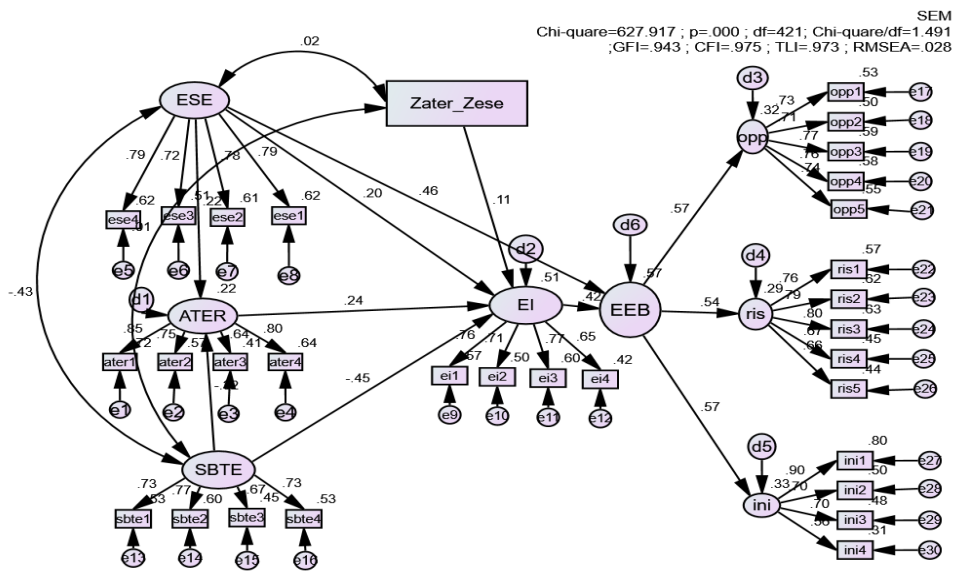 SEM
Chi-quare=627.917 ; p=.000 ; df=421; Chi-quare/df=1.491
;GFI=.943 ; CFI=.975 ; TLI=.973 ; RMSEA=.028
.02
ESE
Zater_Zese
d3
.53
opp1
e17
.73
.50
opp2
e18
.32
.71
opp
.77
.59
opp3
e19
.76
.58
opp4
e20
.74
.55
opp5
e21
.79
.72
.78
.79
.20
.46
.11
.57
.62
.51
.22
.61
.62
ese4
ese3
ese2
ese1
e5
e6
e7
e8
d6
d2
d4
.57
ris1
e22
.76
.62
ris2
e23
.29
.79
ris
.80
.63
ris3
e24
.67
.45
ris4
e25
.66
.44
ris5
e26
-.43
d1
.22
ATER
.24
.51
EI
.42
.57
EEB
.54
.85
.75
.64
.80
.41
.64
ater1
ater2
ater3
ater4
e1
e2
e3
e4
.76
.71
.77
.65
.50
.60
.42
ei1
ei2
ei3
ei4
e9
e10
e11
e12
-.45
.57
SBTE
.73
.77
.67
.73
.53
.60
.45
.53
sbte1
sbte2
sbte3
sbte4
e13
e14
e15
e16
d5
.80
ini1
e27
.90
.50
ini2
e28
.33
.70
ini
.70
.48
ini3
e29
.56
.31
ini4
e30